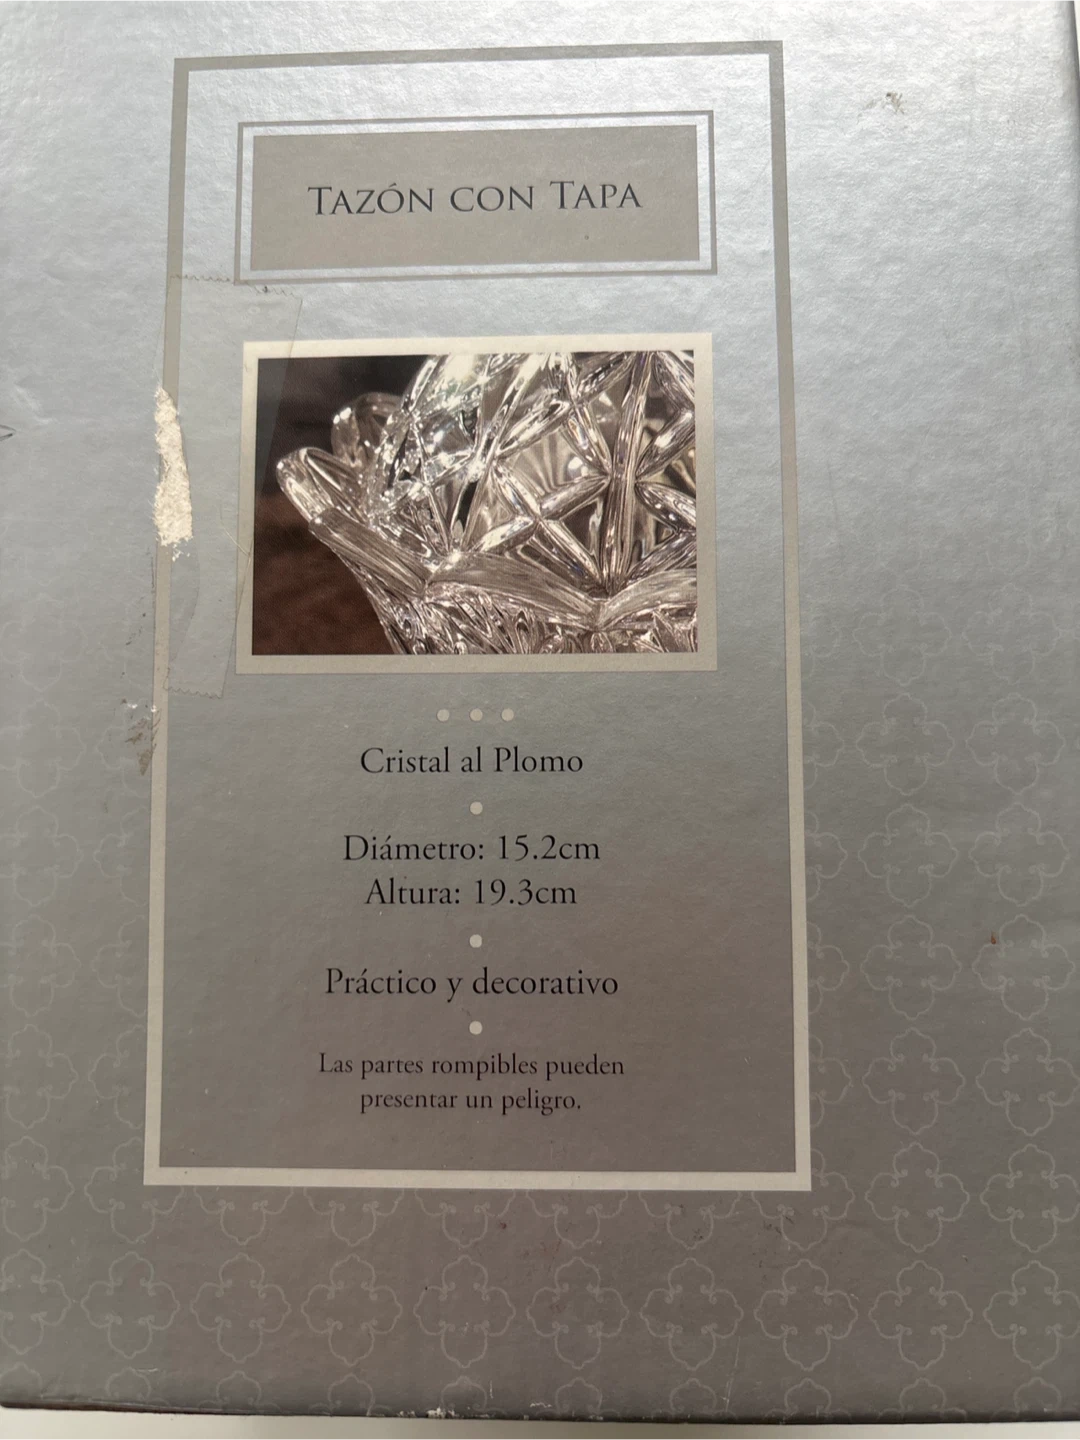 TAZÓN CON TAPA
Cristal al Plomo
Diámetro: 15.2cm
Altura: 19.3cm
Práctico y decorativo
Las partes rompibles pueden
presentar un peligro.